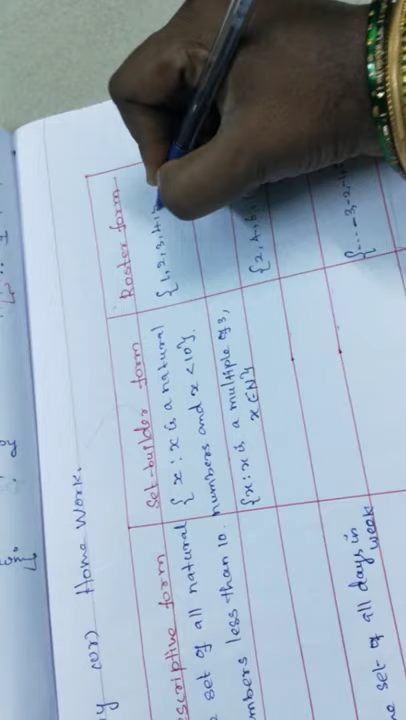 Home Work.
Descriptive form
Set-builder form
Roster form
set of all natural
numbers less than 10.
{ x : x is a natural
numbers and x < 10}.
{1, 2, 3, 4,
{x : x is a multiple of 3,
x ∈ N}
{2, 4, 6,
{... -3, -2, -1
set of all days in
week